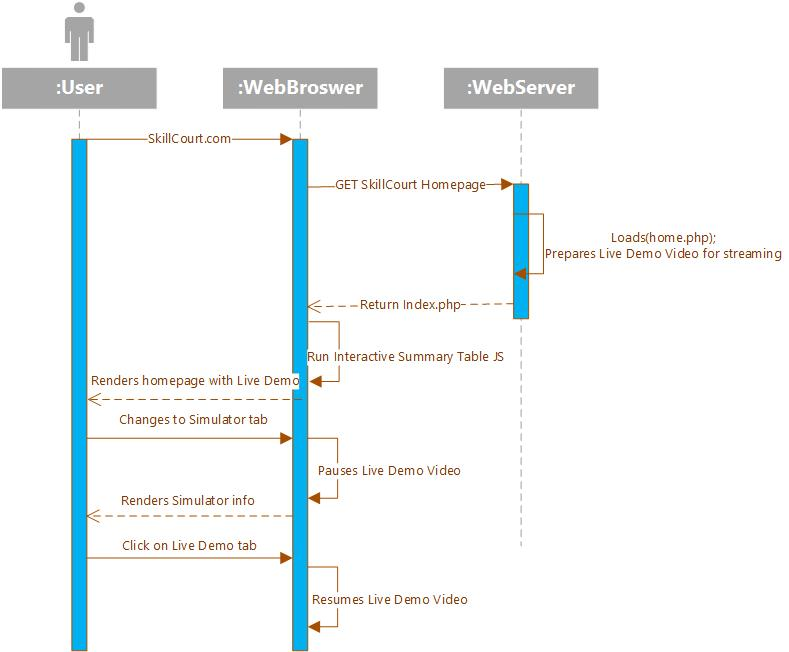 :User
:WebBroswer
:WebServer
SkillCourt.com
GET SkillCourt Homepage
Loads(home.php);
Prepares Live Demo Video for streaming
Return Index.php
Run Interactive Summary Table JS
Renders homepage with Live Demo
Changes to Simulator tab
Pauses Live Demo Video
Renders Simulator info
Click on Live Demo tab
Resumes Live Demo Video